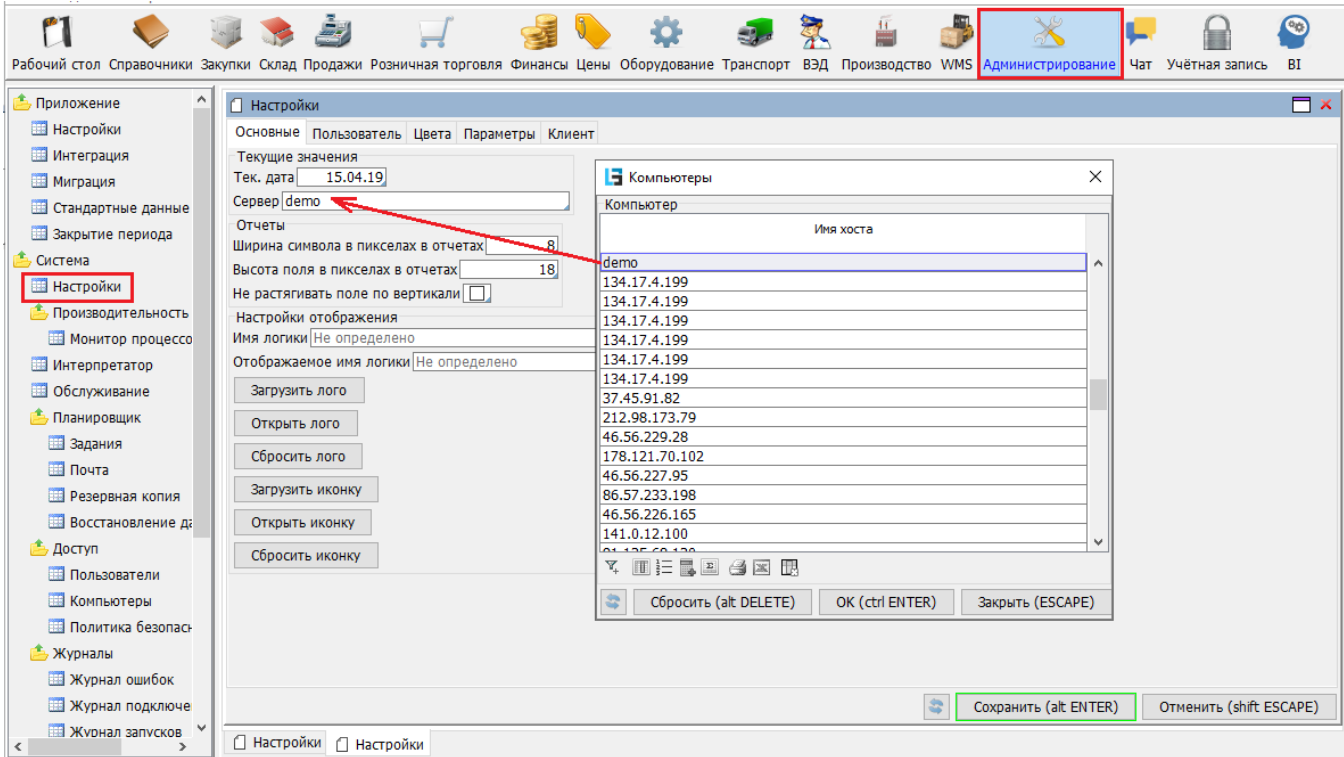 Рабочий стол Справочники Закупки Склад Продажи Розничная торговля Финансы Цены Оборудование Транспорт ВЭД Производство WMS Администрирование Чат Учётная запись BI
Приложение
Настройки
Интеграция
Миграция
Стандартные данные
Закрытие периода
Система
Настройки
Производительность
Монитор процессо
Интерпретатор
Обслуживание
Планировщик
Задания
Почта
Резервная копия
Восстановление да
Доступ
Пользователи
Компьютеры
Политика безопасн
Журналы
Журнал ошибок
Журнал подключе
Журнал запусков
Настройки
Основные Пользователь Цвета Параметры Клиент
Текущие значения
Тек. дата 15.04.19
Сервер demo
Отчеты
Ширина символа в пикселах в отчетах 8
Высота поля в пикселах в отчетах 18
Не растягивать поле по вертикали
Настройки отображения
Имя логики Не определено
Отображаемое имя логики Не определено
Загрузить лого
Открыть лого
Сбросить лого
Загрузить иконку
Открыть иконку
Сбросить иконку
Компьютеры
Компьютер
Имя хоста
demo
134.17.4.199
134.17.4.199
134.17.4.199
134.17.4.199
134.17.4.199
134.17.4.199
37.45.91.82
212.98.173.79
46.56.229.28
178.121.70.102
46.56.227.95
86.57.233.198
46.56.226.165
141.0.12.100
Сбросить (alt DELETE) OK (ctrl ENTER) Закрыть (ESCAPE)
Сохранить (alt ENTER) Отменить (shift ESCAPE)
Настройки Настройки